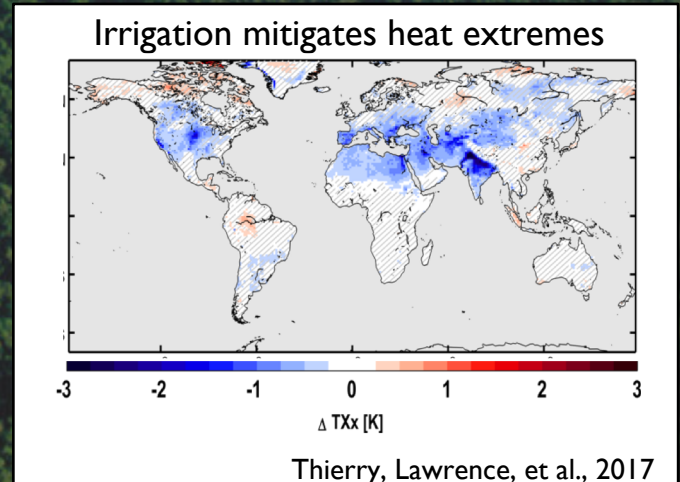 Irrigation mitigates heat extremes
-3 -2 -1 0 1 2 3
Δ TXx [K]
Thierry, Lawrence, et al., 2017